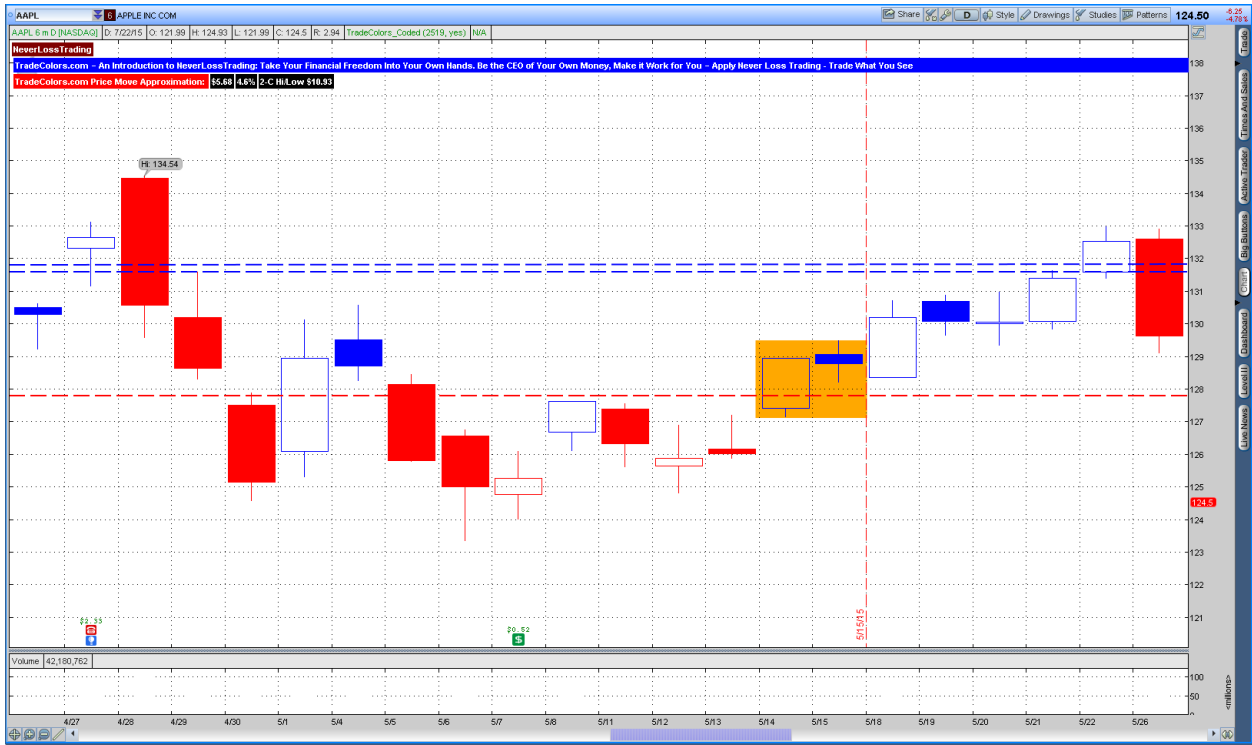 AAPL 6 APPLE INC COM Share D Style Drawings Studies Patterns 124.50 -6.25 -4.78%
AAPL 6 m D [NASDAQ] D: 7/22/15 O: 121.99 H: 124.93 L: 121.99 C: 124.5 R: 2.94 TradeColors_Coded (2519, yes) N/A
NeverLossTrading
TradeColors.com – An Introduction to NeverLossTrading: Take Your Financial Freedom Into Your Own Hands. Be the CEO of Your Own Money, Make it Work for You – Apply Never Loss Trading - Trade What You See
TradeColors.com Price Move Approximation: $5.68 4.6% 2-C Hi/Low $10.93
Hi: 134.54
138
137
136
135
134
133
132
131
130
129
128
127
126
125
124.5
124
123
122
121
$2.33
$0.52
$
5/15/15
Trade
Times And Sales
Active Trader
Big Buttons
Chart
Dashboard
Level II
Live News
Volume 42,180,762
100
50
0
<millions>
4/27 4/28 4/29 4/30 5/1 5/4 5/5 5/6 5/7 5/8 5/11 5/12 5/13 5/14 5/15 5/18 5/19 5/20 5/21 5/22 5/26